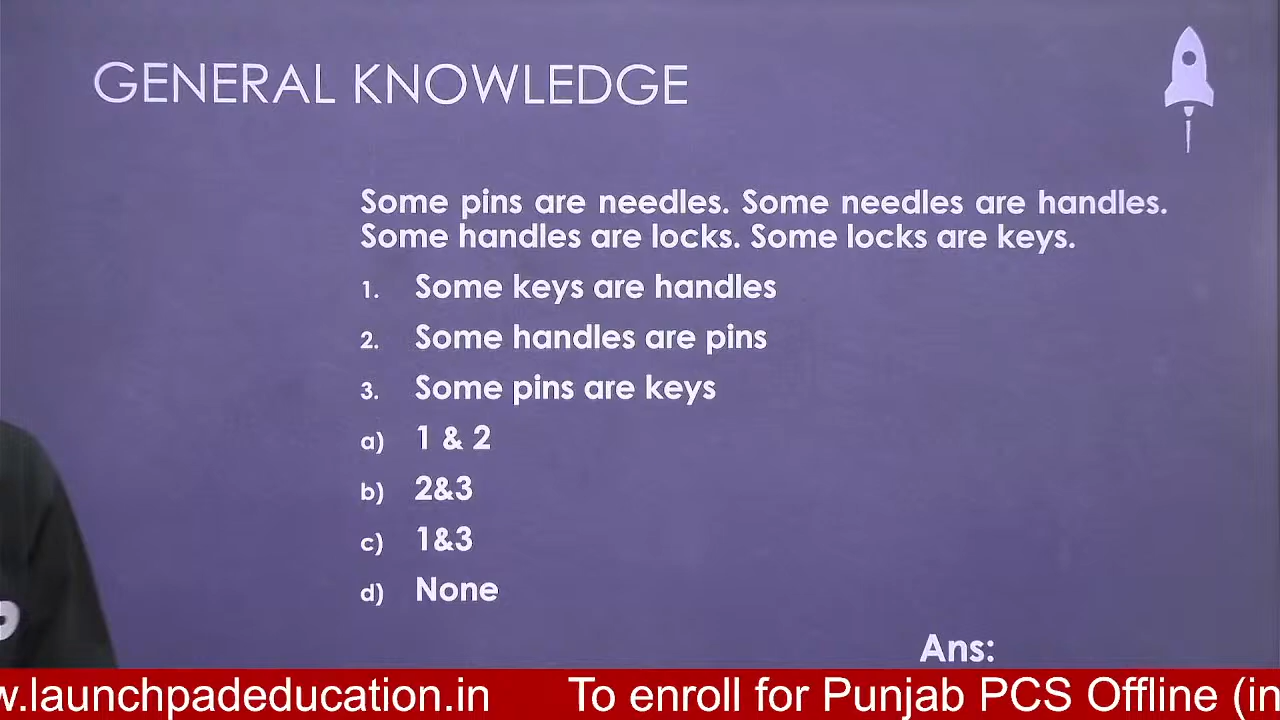 GENERAL KNOWLEDGE
Some pins are needles. Some needles are handles.
Some handles are locks. Some locks are keys.
1. Some keys are handles
2. Some handles are pins
3. Some pins are keys
a) 1 & 2
b) 2&3
c) 1&3
d) None
Ans:
w.launchpadeducation.in To enroll for Punjab PCS Offline (in